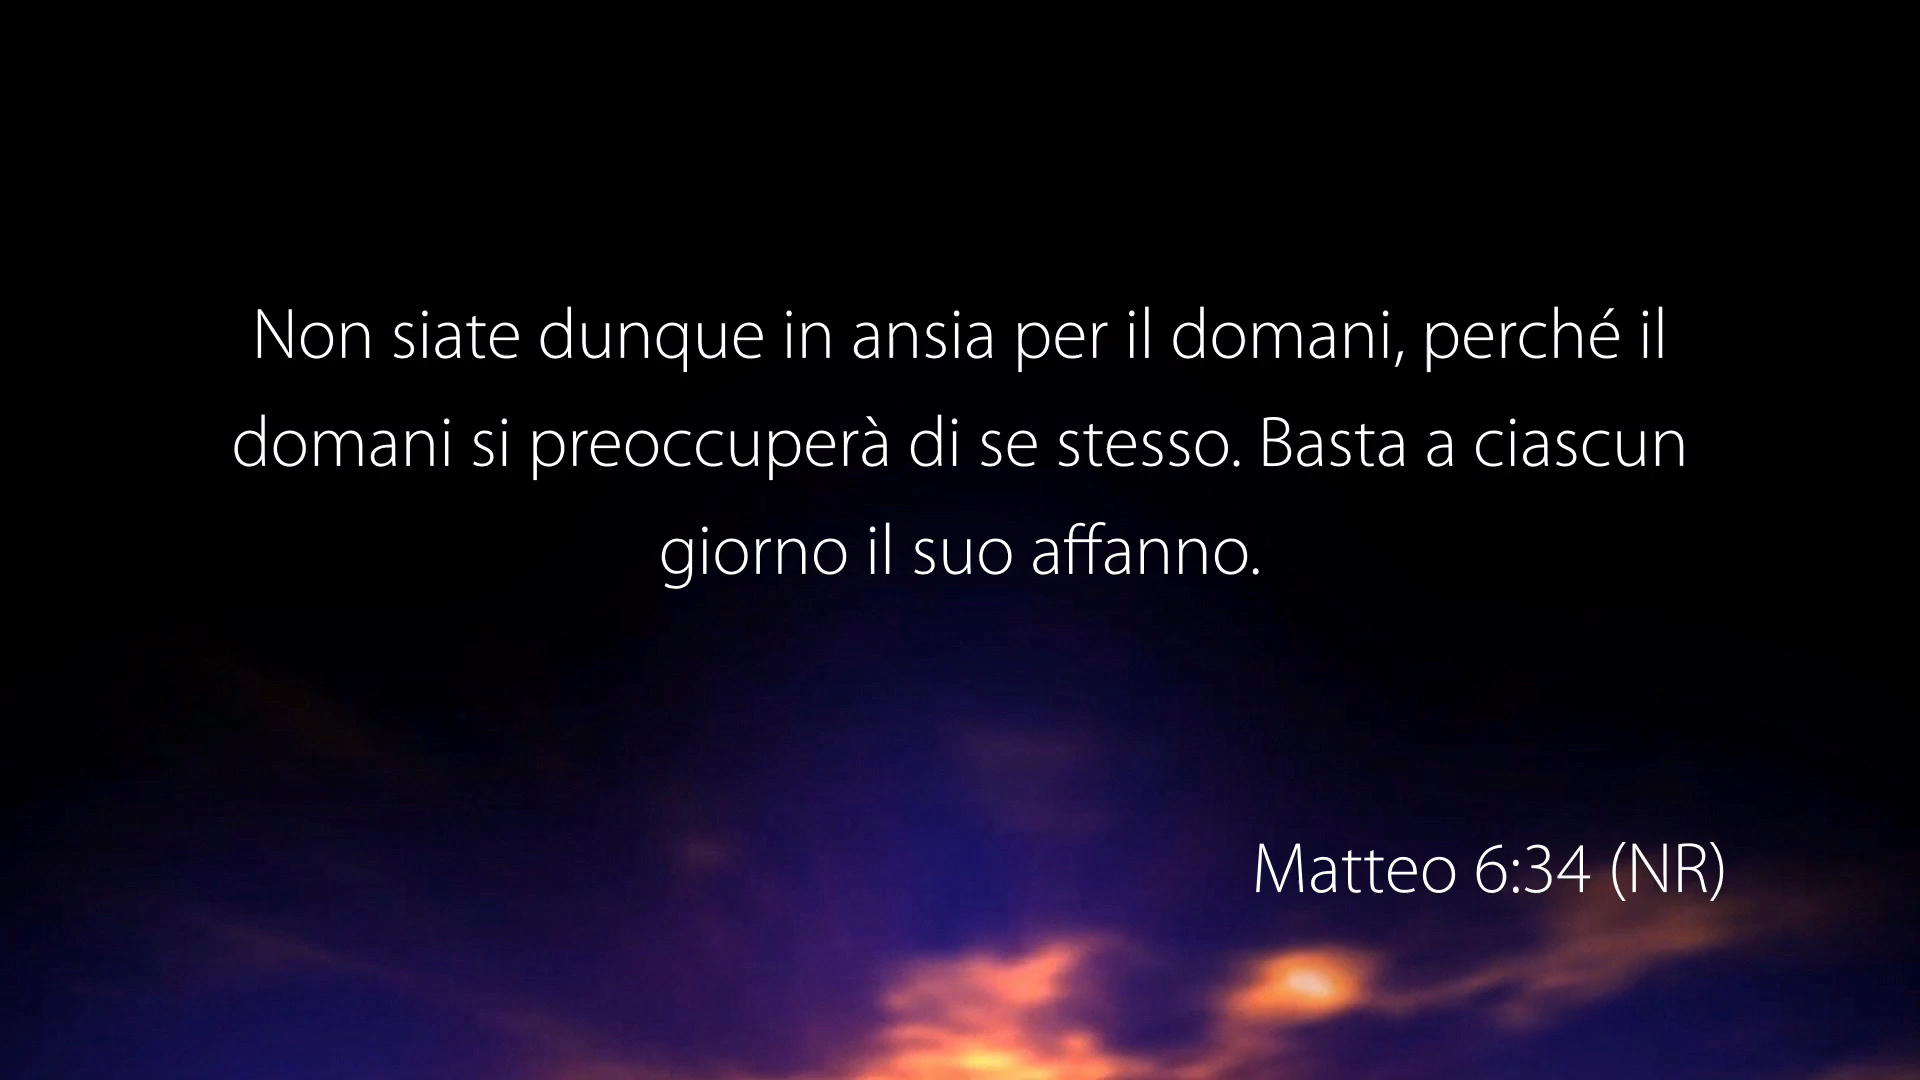 Non siate dunque in ansia per il domani, perché il
domani si preoccuperà di se stesso. Basta a ciascun
giorno il suo affanno.
Matteo 6:34 (NR)